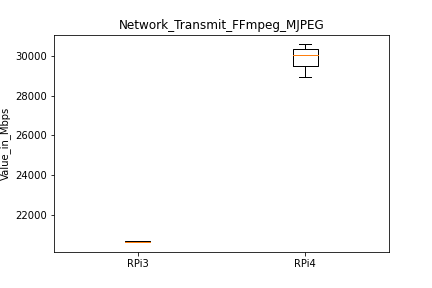 Network_Transmit_FFmpeg_MJPEG
Value_in_Mbps
30000
28000
26000
24000
22000
RPi3
RPi4